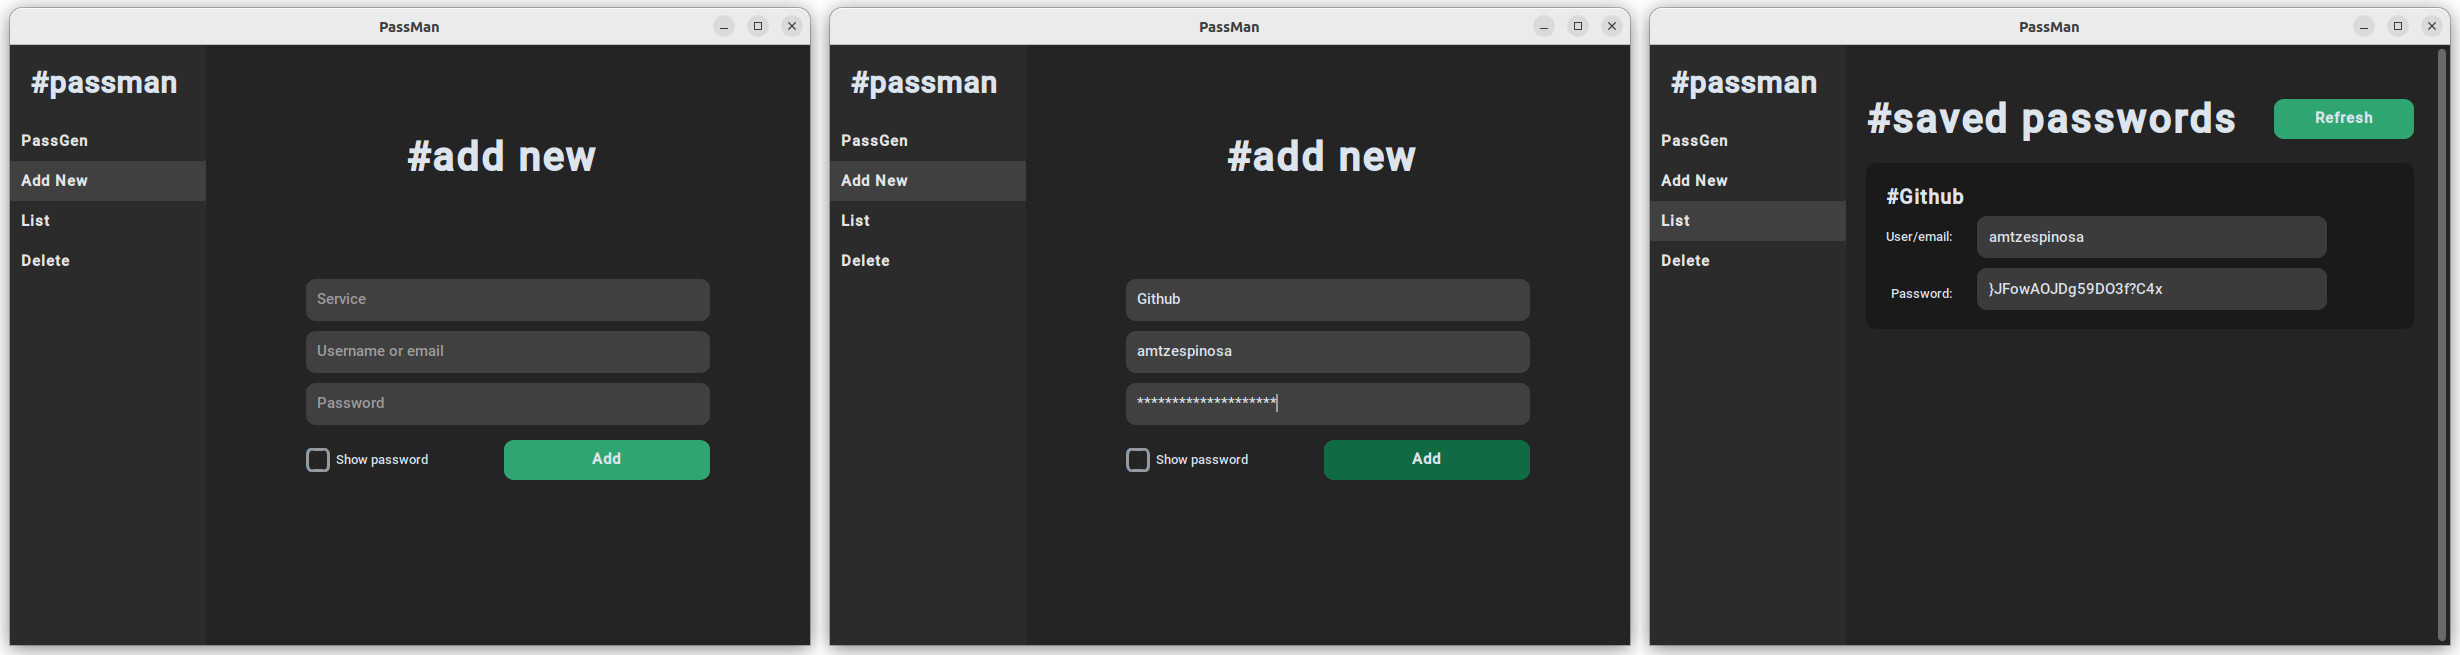 PassMan
#passman
PassGen
Add New
List
Delete
#add new
Service
Username or email
Password
Show password
Add
PassMan
#passman
PassGen
Add New
List
Delete
#add new
Github
amtzespinosa
********************
Show password
Add
PassMan
#passman
PassGen
Add New
List
Delete
#saved passwords
Refresh
#Github
User/email:
amtzespinosa
Password:
}JFowAOJDg59DO3f?C4x